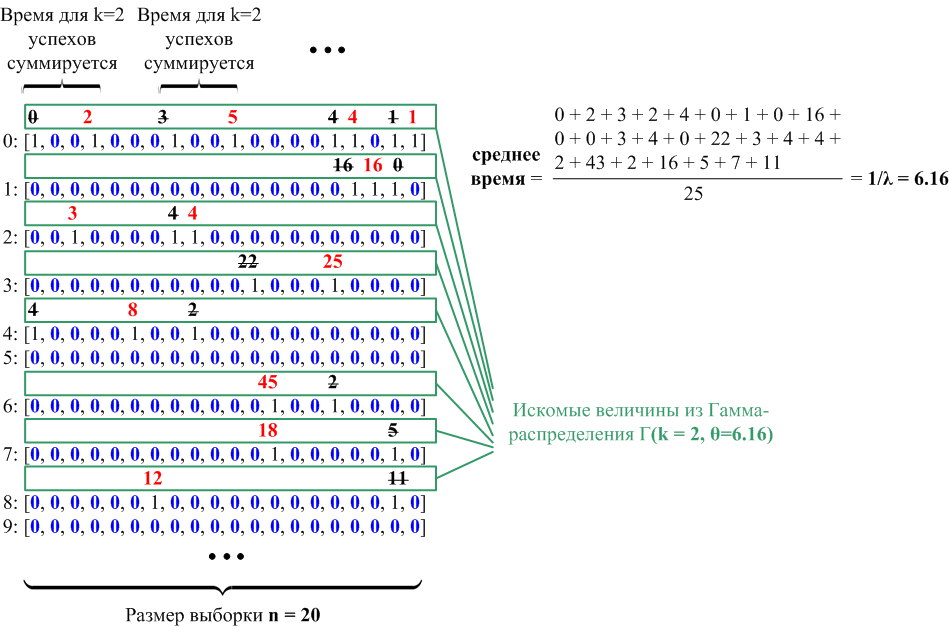 Время для k=2 Время для k=2
успехов успехов
суммируется суммируется
...
0 2 3 5 4 4 1 1
0: [1, 0, 0, 1, 0, 0, 0, 1, 0, 0, 1, 0, 0, 0, 0, 1, 1, 0, 1, 1]
16 16 0
1: [0, 0, 0, 0, 0, 0, 0, 0, 0, 0, 0, 0, 0, 0, 0, 0, 1, 1, 1, 0]
3 4 4
2: [0, 0, 1, 0, 0, 0, 0, 1, 1, 0, 0, 0, 0, 0, 0, 0, 0, 0, 0, 0]
22 25
3: [0, 0, 0, 0, 0, 0, 0, 0, 0, 0, 0, 1, 0, 0, 0, 1, 0, 0, 0, 0]
4 8 2
4: [1, 0, 0, 0, 0, 1, 0, 0, 1, 0, 0, 0, 0, 0, 0, 0, 0, 0, 0, 0]
5: [0, 0, 0, 0, 0, 0, 0, 0, 0, 0, 0, 0, 0, 0, 0, 0, 0, 0, 0, 0]
45 2
6: [0, 0, 0, 0, 0, 0, 0, 0, 0, 0, 0, 0, 1, 0, 0, 1, 0, 0, 0, 0]
18 5
7: [0, 0, 0, 0, 0, 0, 0, 0, 0, 0, 0, 0, 1, 0, 0, 0, 0, 0, 1, 0]
12 11
8: [0, 0, 0, 0, 0, 0, 1, 0, 0, 0, 0, 0, 0, 0, 0, 0, 0, 0, 1, 0]
9: [0, 0, 0, 0, 0, 0, 0, 0, 0, 0, 0, 0, 0, 0, 0, 0, 0, 0, 0, 0]
...
Размер выборки n = 20
среднее
время =
0 + 2 + 3 + 2 + 4 + 0 + 1 + 0 + 16 +
0 + 0 + 3 + 4 + 0 + 22 + 3 + 4 + 4 +
2 + 43 + 2 + 16 + 5 + 7 + 11
25
= 1/λ = 6.16
Искомые величины из Гамма-
распределения Γ(k = 2, θ=6.16)